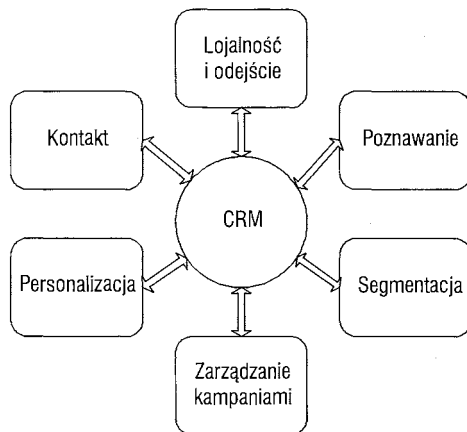 Lojalność
i odejście
Kontakt
Poznawanie
CRM
Personalizacja
Segmentacja
Zarządzanie
kampaniami